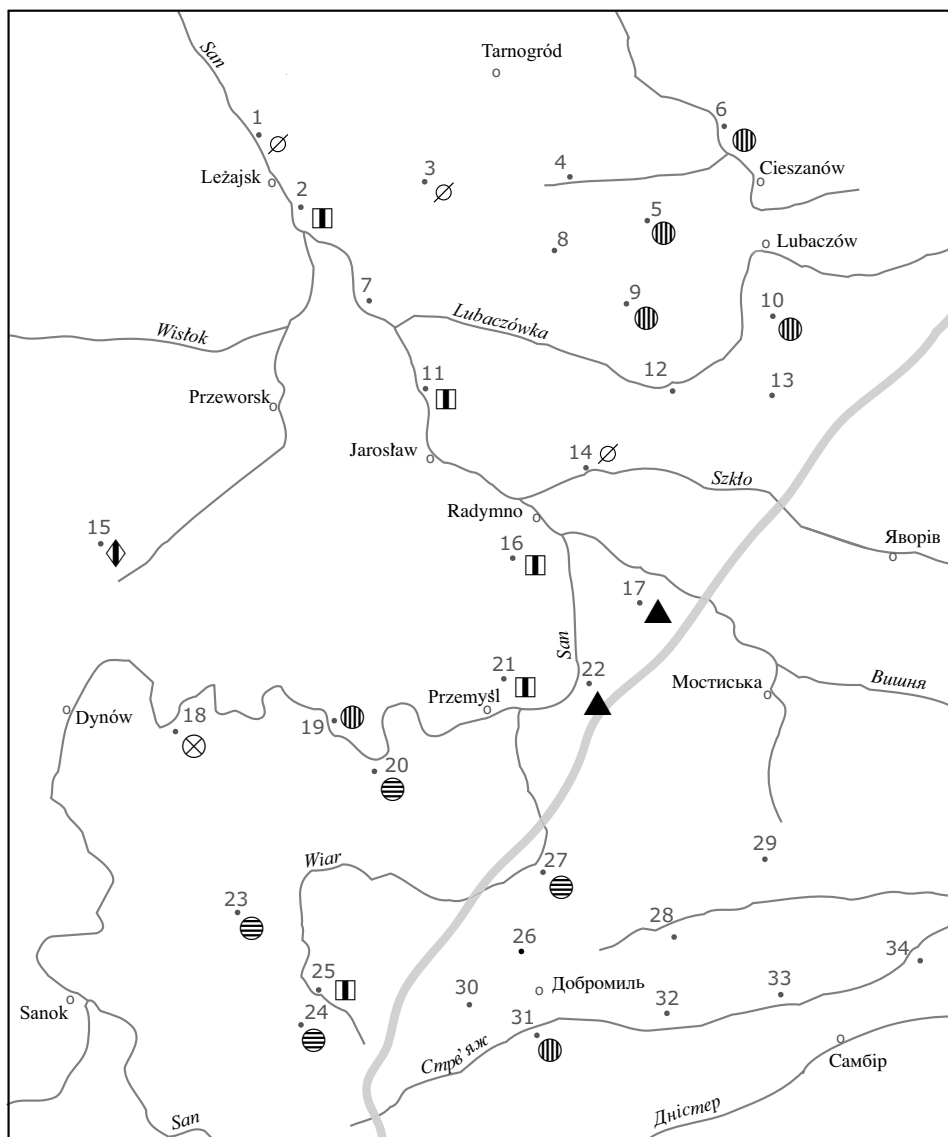 San
Tarnogród
1
6
Leżajsk
3
4
Cieszanów
2
5
8
Lubaczów
7
9
10
Wisłok
Lubaczówka
11
12
13
Przeworsk
Jarosław
14
Szkło
Radymno
15
16
Яворів
17
San
21
22
Мостиська
Вишня
Dynów
18
19
Przemyśl
20
Wiar
27
29
23
26
28
34
25
Sanok
24
30
Добромиль
33
31
32
Стрв'яж
Самбір
San
Дністер